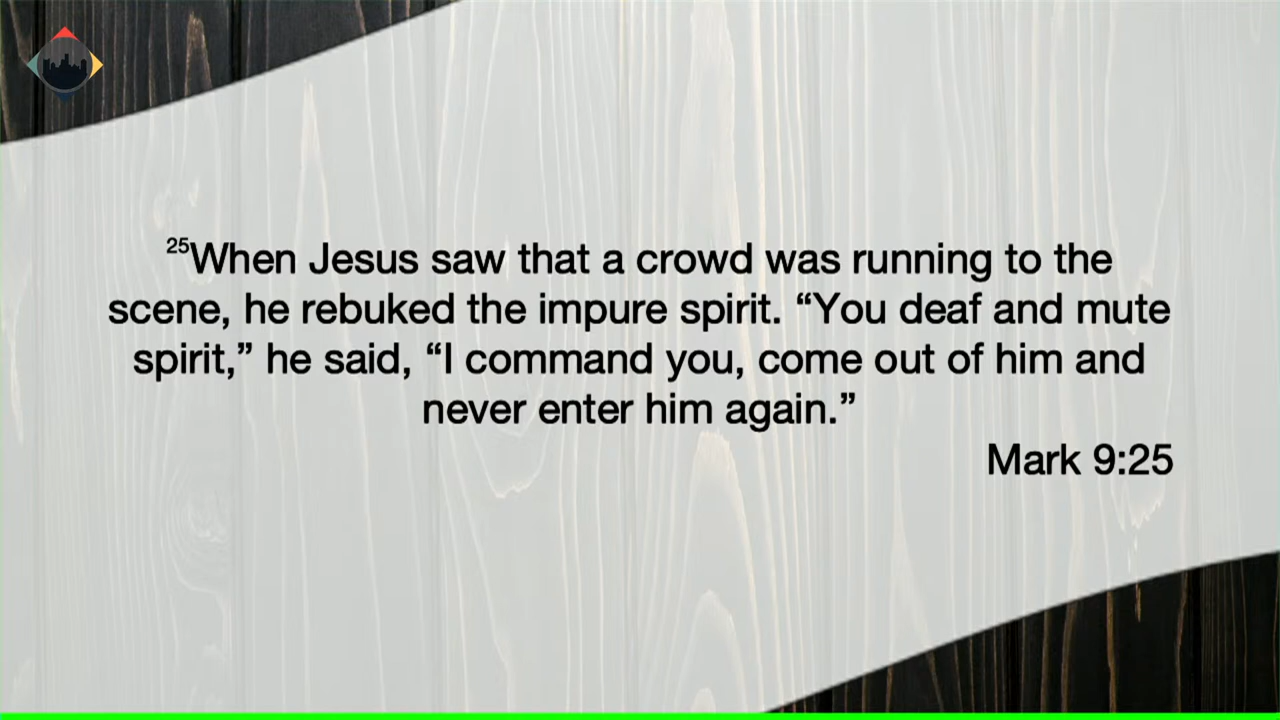 ²⁵When Jesus saw that a crowd was running to the
scene, he rebuked the impure spirit. “You deaf and mute
spirit,” he said, “I command you, come out of him and
never enter him again.”
Mark 9:25